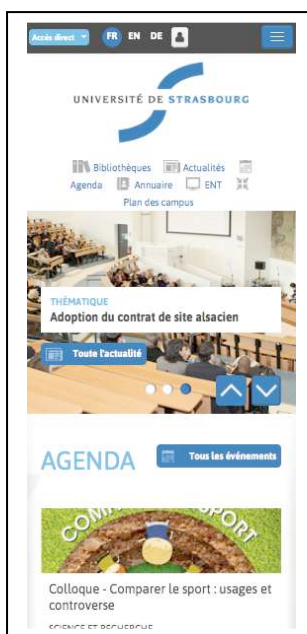 Accès direct
FR EN DE
UNIVERSITÉ DE STRASBOURG
Bibliothèques Actualités
Agenda Annuaire ENT
Plan des campus
THÉMATIQUE
Adoption du contrat de site alsacien
Toute l'actualité
AGENDA Tous les événements
Colloque - Comparer le sport : usages et
controverse
SCIENCE ET RECHERCHE